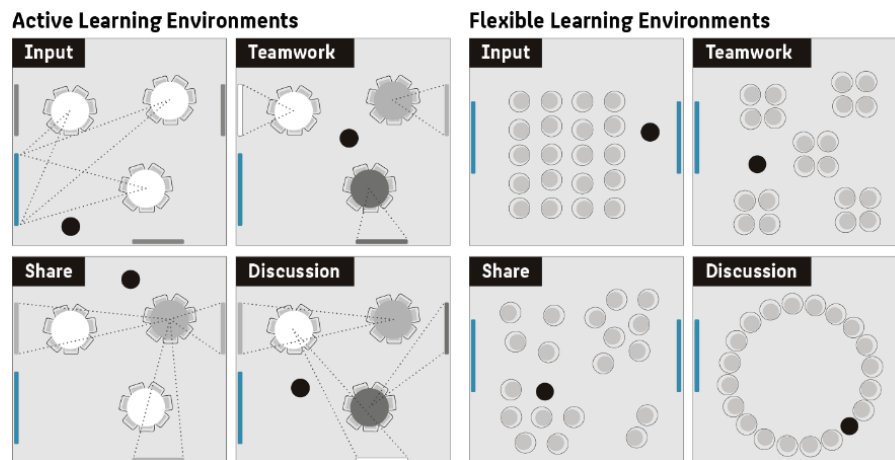 Active Learning Environments
Flexible Learning Environments
Input
Teamwork
Input
Teamwork
Share
Discussion
Share
Discussion